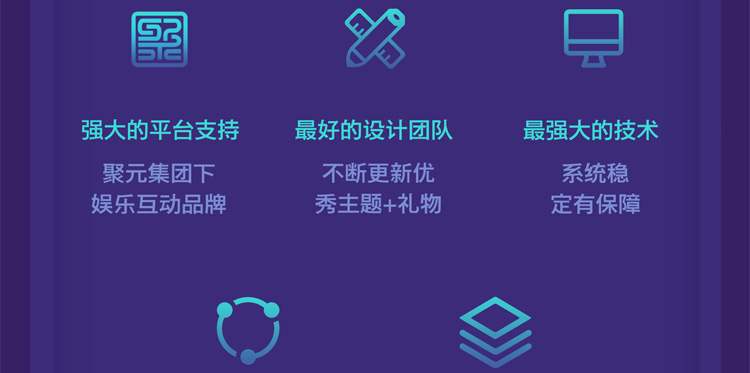 强大的平台支持
聚元集团下
娱乐互动品牌
最好的设计团队
不断更新优
秀主题+礼物
最强大的技术
系统稳
定有保障